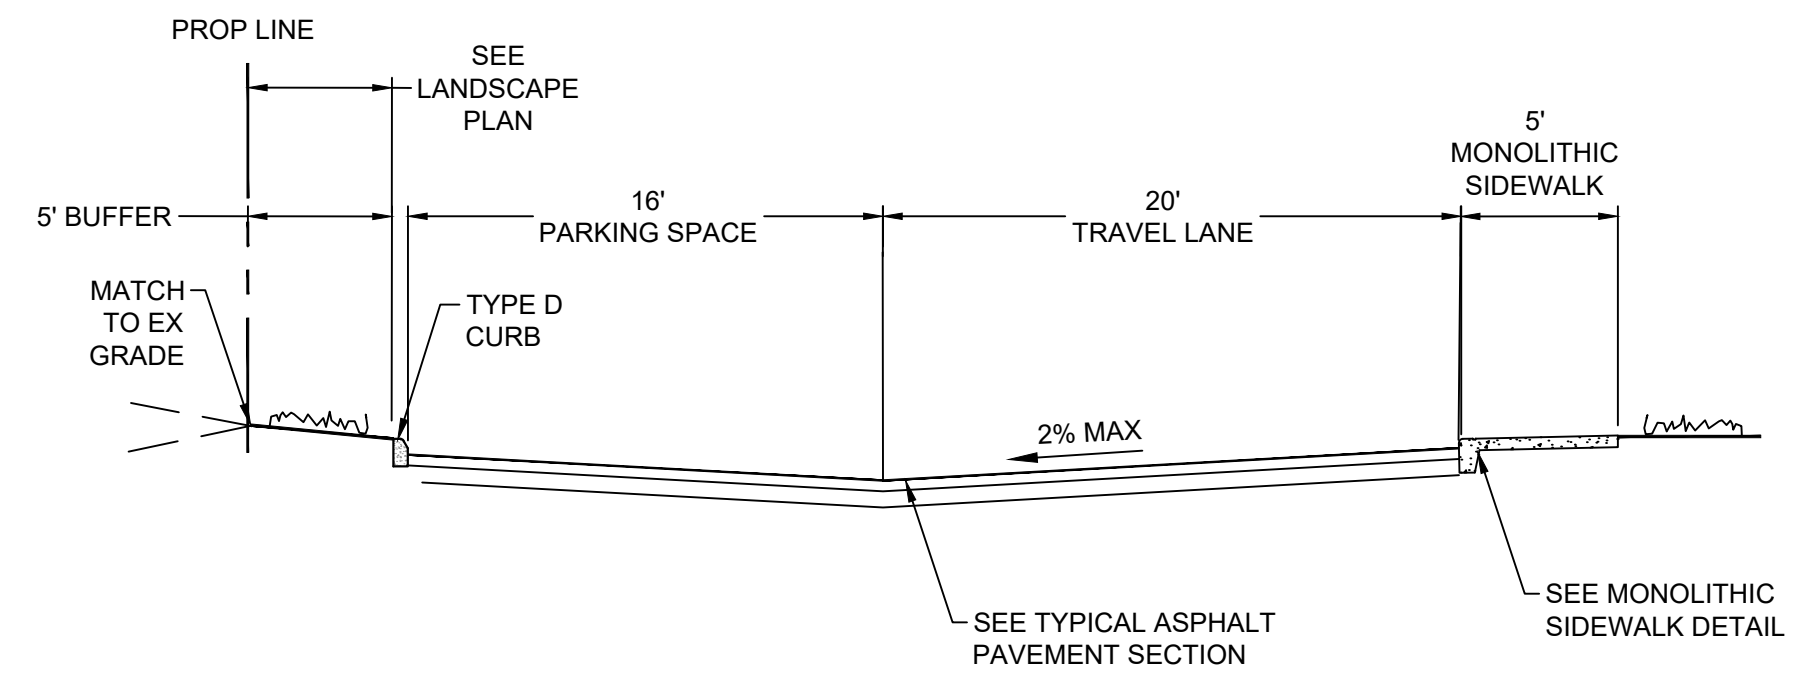 PROP LINE
SEE
LANDSCAPE
PLAN
5' BUFFER
16'
PARKING SPACE
20'
TRAVEL LANE
5'
MONOLITHIC
SIDEWALK
MATCH
TO EX
GRADE
TYPE D
CURB
2% MAX
SEE TYPICAL ASPHALT
PAVEMENT SECTION
SEE MONOLITHIC
SIDEWALK DETAIL